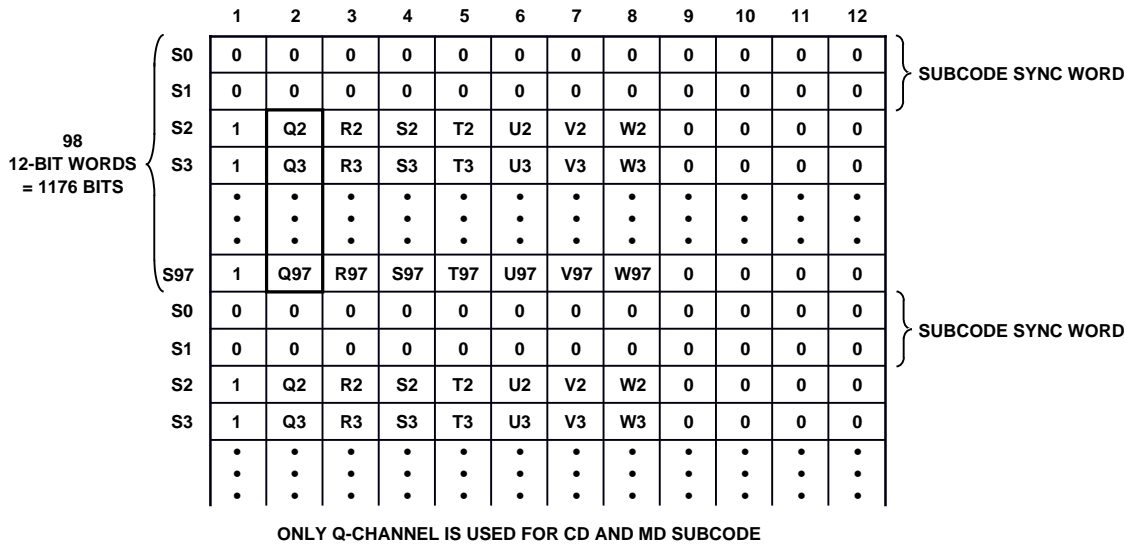 1 2 3 4 5 6 7 8 9 10 11 12
S0 0 0 0 0 0 0 0 0 0 0 0 0
SUBCODE SYNC WORD
S1 0 0 0 0 0 0 0 0 0 0 0 0
S2 1 Q2 R2 S2 T2 U2 V2 W2 0 0 0 0
98
12-BIT WORDS
= 1176 BITS
S3 1 Q3 R3 S3 T3 U3 V3 W3 0 0 0 0
• • • • • • • • • • • •
• • • • • • • • • • • •
• • • • • • • • • • • •
S97 1 Q97 R97 S97 T97 U97 V97 W97 0 0 0 0
S0 0 0 0 0 0 0 0 0 0 0 0 0
SUBCODE SYNC WORD
S1 0 0 0 0 0 0 0 0 0 0 0 0
S2 1 Q2 R2 S2 T2 U2 V2 W2 0 0 0 0
S3 1 Q3 R3 S3 T3 U3 V3 W3 0 0 0 0
• • • • • • • • • • • •
• • • • • • • • • • • •
• • • • • • • • • • • •
ONLY Q-CHANNEL IS USED FOR CD AND MD SUBCODE